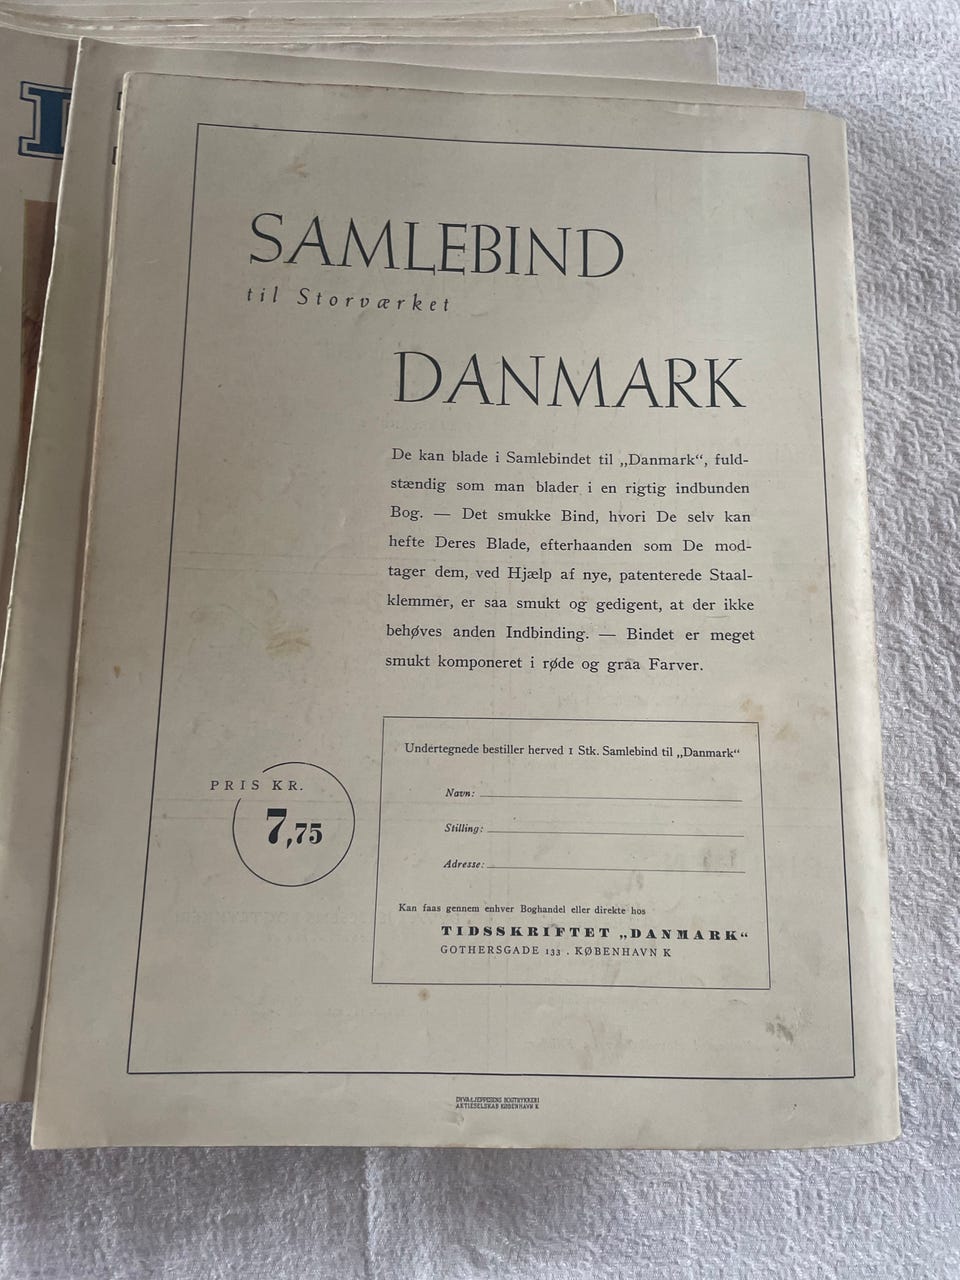 SAMLEBIND
til Storværket
DANMARK
De kan blade i Samlebindet til „Danmark“, fuld-
stændig som man blader i en rigtig indbunden
Bog. — Det smukke Bind, hvori De selv kan
hefte Deres Blade, efterhaanden som De mod-
tager dem, ved Hjælp af nye, patenterede Staal-
klemmer, er saa smukt og gedigent, at der ikke
behøves anden Indbinding. — Bindet er meget
smukt komponeret i røde og graa Farver.
PRIS KR.
7,75
Undertegnede bestiller herved 1 Stk. Samlebind til „Danmark“
Navn:
Stilling:
Adresse:
Kan faas gennem enhver Boghandel eller direkte hos
TIDSSKRIFTET „DANMARK“
GOTHERSGADE 133 . KØBENHAVN K
BOGTRYKKERI
AKTIESELSKAB KØBENHAVN K